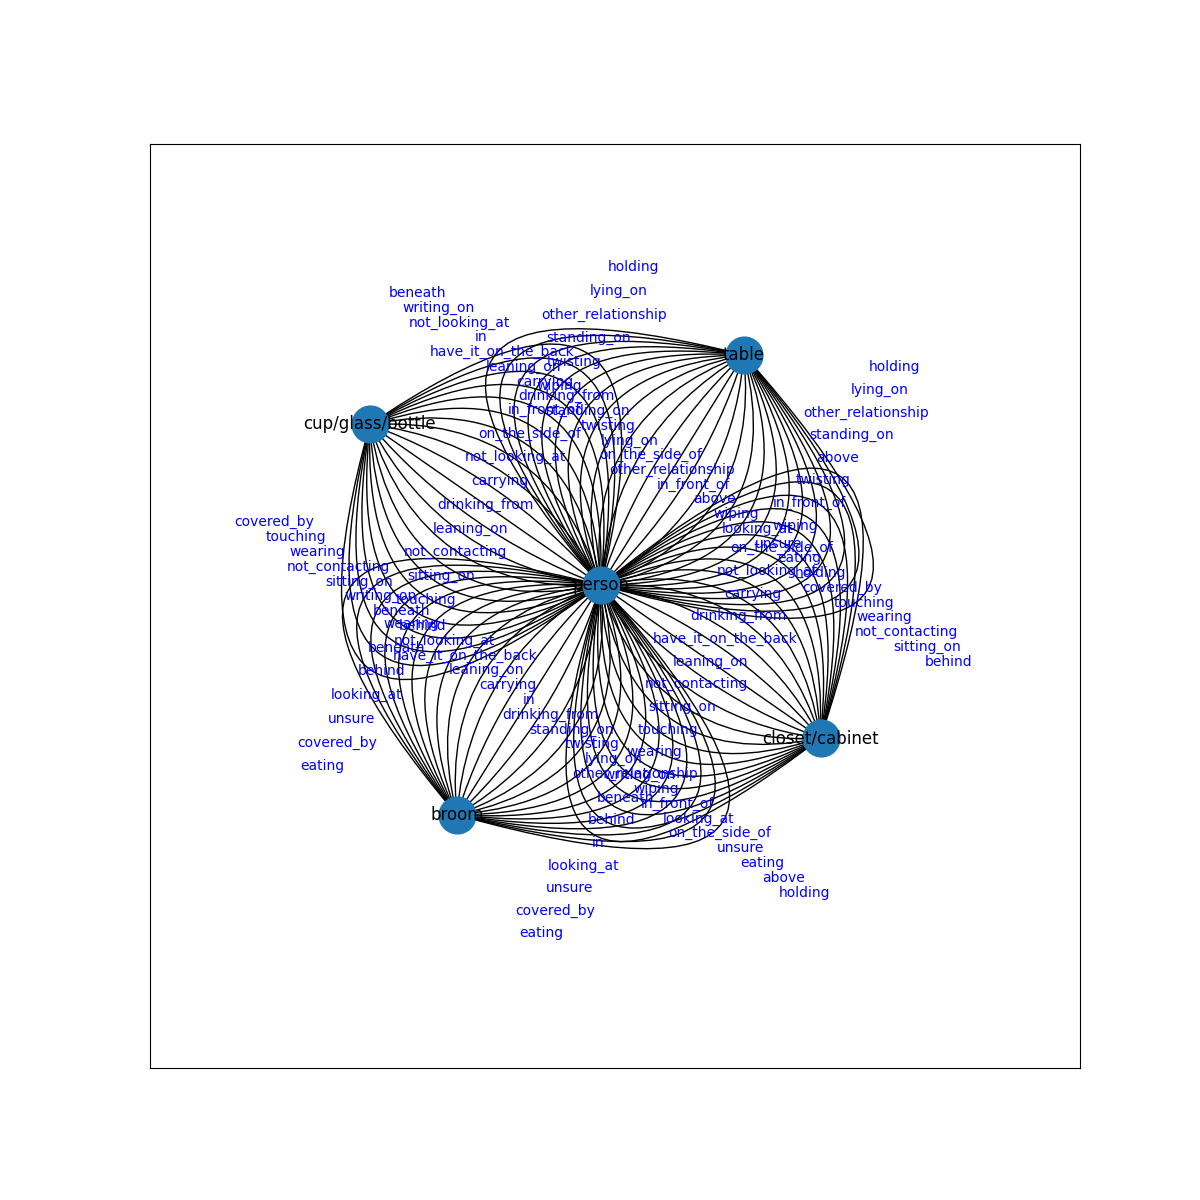 holding
lying_on
beneath
writing_on
other_relationship
not_looking_at
in
standing_on
have_it_on_the_back
table
twisting
leaning_on
holding
carrying
wiping
lying_on
drinking_from
in_front_of
standing_on
other_relationship
cup/glass/bottle
twisting
on_the_side_of
standing_on
lying_on
on_the_side_of
above
not_looking_at
other_relationship
carrying
in_front_of
twisting
above
in_front_of
drinking_from
wiping
covered_by
leaning_on
looking_at
wiping
touching
unsure
on_the_side_of
wearing
not_contacting
eating
not_contacting
not_looking_at
holding
sitting_on
sitting_on
person
covered_by
writing_on
touching
carrying
touching
beneath
drinking_from
wearing
wearing
behind
not_contacting
not_looking_at
have_it_on_the_back
beneath
sitting_on
have_it_on_the_back
leaning_on
behind
behind
leaning_on
carrying
not_contacting
looking_at
in
sitting_on
unsure
drinking_from
standing_on
touching
covered_by
twisting
closet/cabinet
wearing
lying_on
eating
other_relationship
writing_on
wiping
beneath
in_front_of
broom
behind
looking_at
on_the_side_of
in
unsure
looking_at
eating
above
unsure
holding
covered_by
eating